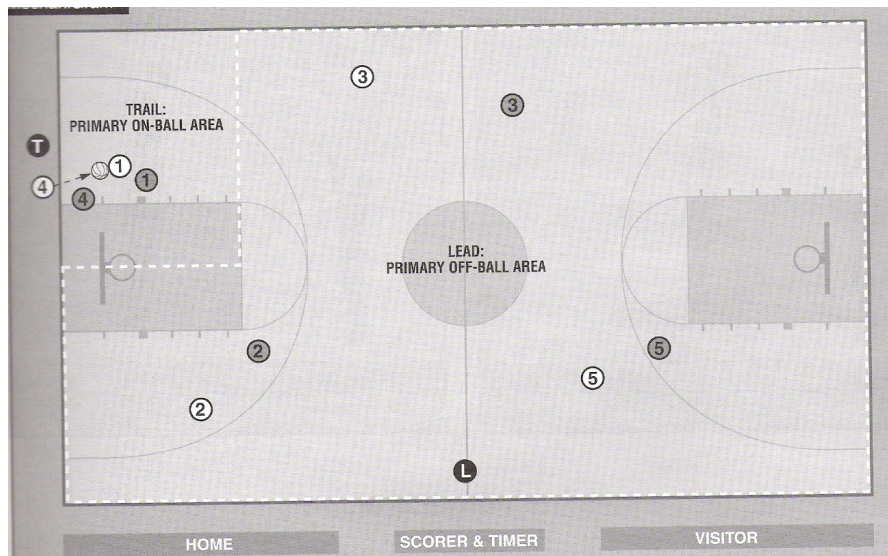 3
3
TRAIL:
PRIMARY ON-BALL AREA
T
1
1
4
4
LEAD:
PRIMARY OFF-BALL AREA
2
5
5
2
L
HOME
SCORER & TIMER
VISITOR